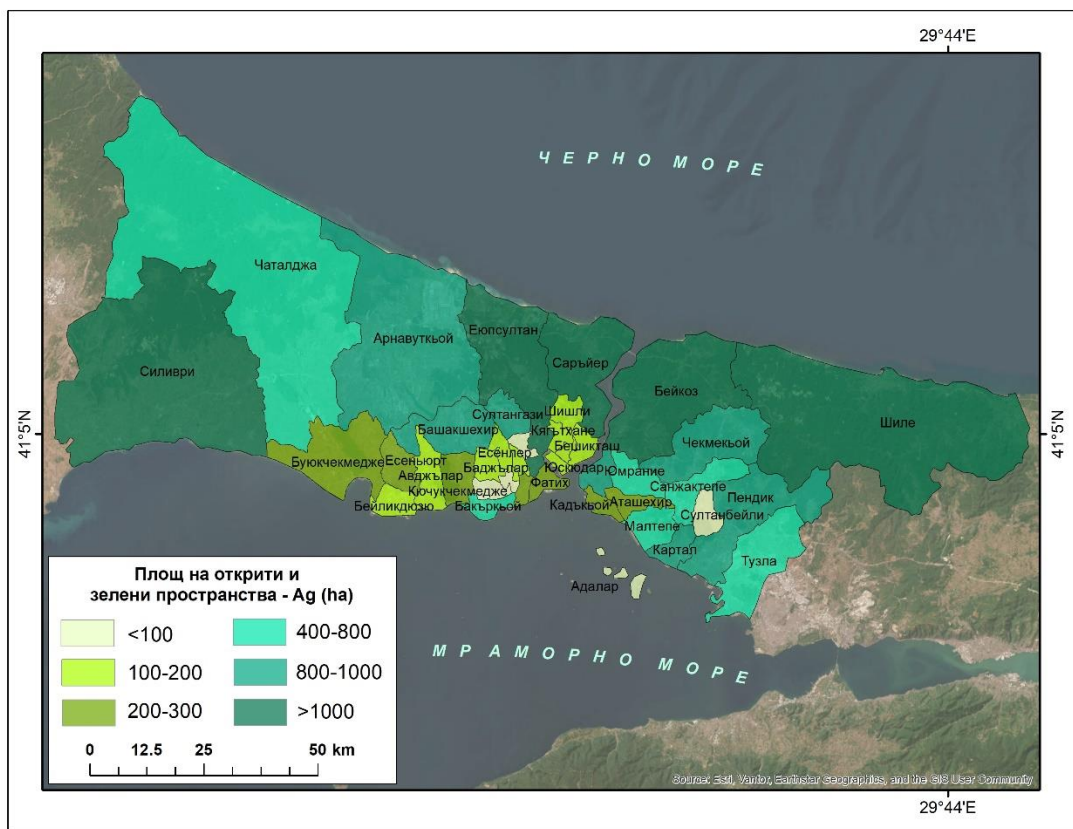 29°44'E
ЧЕРНО МОРЕ
Чаталджа
Силиври
Арнавуткьой
Еюпсултан
Саръйер
Бейкоз
Шиле
41°5'N
41°5'N
Султангази
Шишли
Башакшехир
Кягътхане
Чекмекьой
Бешикташ
Буюкчекмедже
Есеньюрт
Есенлер
Баджълар
Юскюдар
Юмрание
Авджълар
Санжактепе
Кючукчекмедже
Фатих
Пендик
Бейликдюзю
Бакъркьой
Кадъкьой
Аташехир
Султанбейли
Малтепе
Картал
Тузла
Адалар
МРАМОРНО МОРЕ
Площ на открити и
зелени пространства - Ag (ha)
<100
400-800
100-200
800-1000
200-300
>1000
0 12.5 25 50 km
Source: Esri, Vantor, Earthstar Geographics, and the GIS User Community
29°44'E